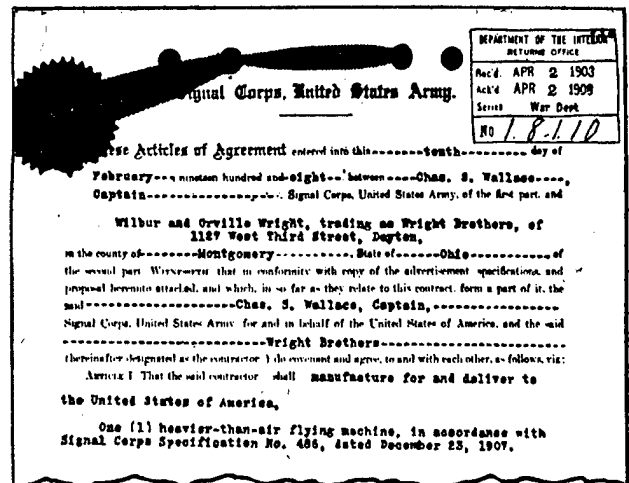 DEPARTMENT OF THE INTERIOR
RETURNS OFFICE
Rec'd. APR 2 1903
Ack'd APR 2 1908
Series War Dept
No 1.8.1.10
Signal Corps, United States Army.
These Articles of Agreement entered into this--------tenth--------- day of
February---, nineteen hundred and-eight--between----Chas. S. Wallace----,
Captain-----------------, Signal Corps, United States Army, of the first part, and
Wilbur and Orville Wright, trading as Wright Brothers, of
1127 West Third Street, Dayton,
in the county of--------Montgomery-------- , State of------Ohio-----------, of
the second part WITNESSETH that in conformity with copy of the advertisement specifications, and
proposal hereunto attached, and which, in so far as they relate to this contract, form a part of it, the
said-----------------Chas. S. Wallace, Captain,------------------
Signal Corps, United States Army for and in behalf of the United States of America, and the said
-----------------------Wright Brothers------------------------
(hereinafter designated as the contractor) do covenant and agree, to and with each other, as follows, viz:
ARTICLE I That the said contractor shall manufacture for and deliver to
the United States of America,
One (1) heavier-than-air flying machine, in accordance with
Signal Corps Specification No. 486, dated December 23, 1907.